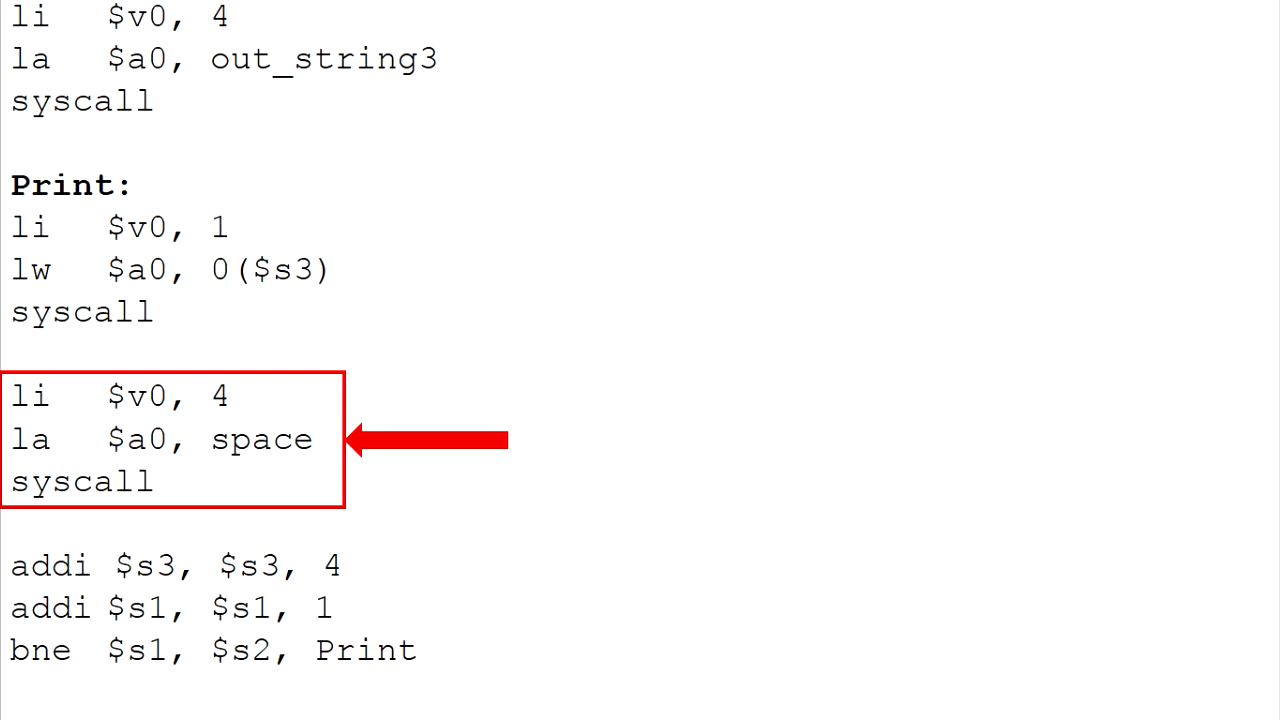 li $v0, 4
la $a0, out_string3
syscall
Print:
li $v0, 1
lw $a0, 0($s3)
syscall
li $v0, 4
la $a0, space
syscall
addi $s3, $s3, 4
addi $s1, $s1, 1
bne $s1, $s2, Print